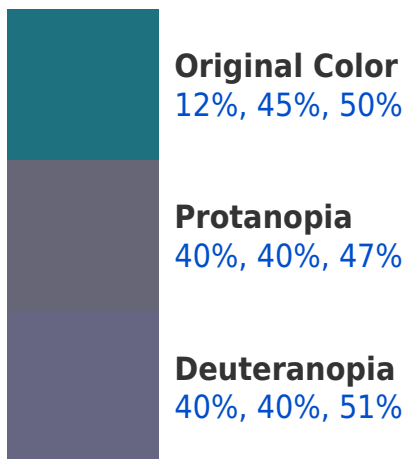 Original Color
12%, 45%, 50%
Protanopia
40%, 40%, 47%
Deuteranopia
40%, 40%, 51%